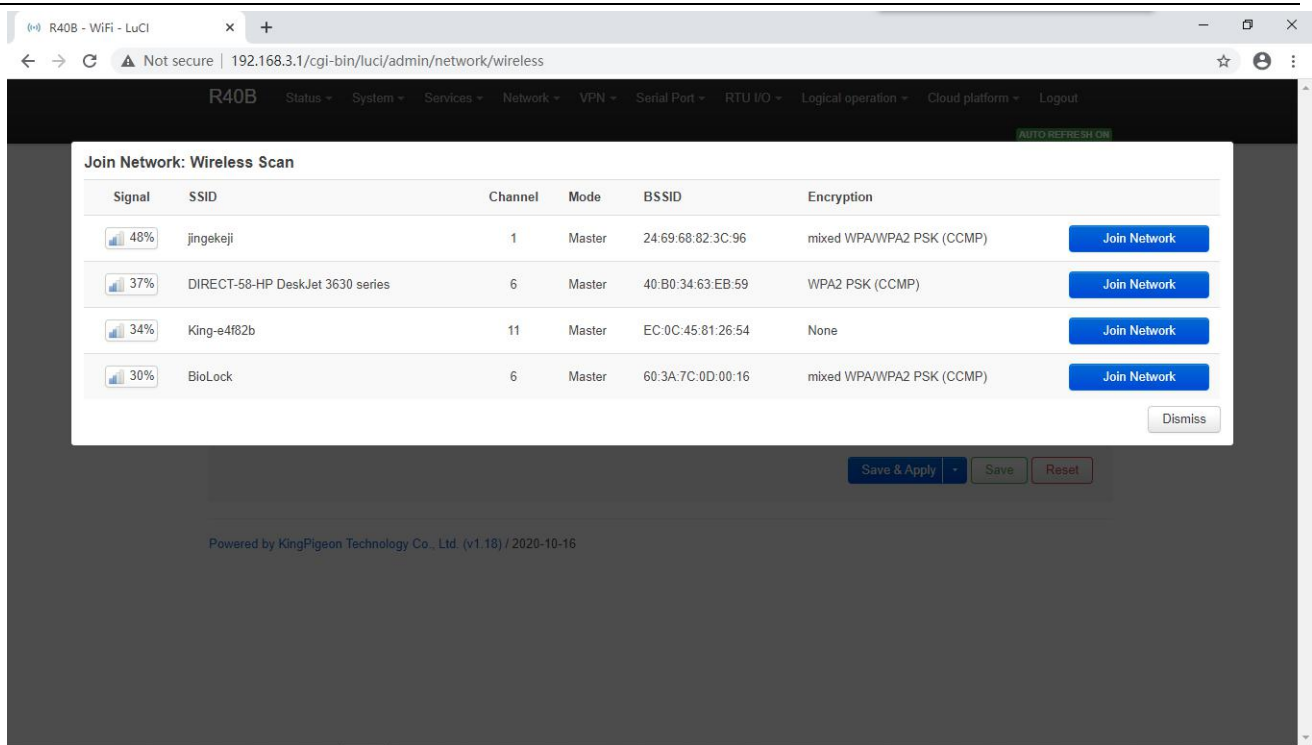 R40B - WiFi - LuCI
Not secure | 192.168.3.1/cgi-bin/luci/admin/network/wireless
R40B Status System Services Network VPN Serial Port RTU I/O Logical operation Cloud platform Logout
AUTO REFRESH ON
Join Network: Wireless Scan
Signal SSID Channel Mode BSSID Encryption
48% jingekeji 1 Master 24:69:68:82:3C:96 mixed WPA/WPA2 PSK (CCMP) Join Network
37% DIRECT-58-HP DeskJet 3630 series 6 Master 40:B0:34:63:EB:59 WPA2 PSK (CCMP) Join Network
34% King-e4f82b 11 Master EC:0C:45:81:26:54 None Join Network
30% BioLock 6 Master 60:3A:7C:0D:00:16 mixed WPA/WPA2 PSK (CCMP) Join Network
Dismiss
Save & Apply Save Reset
Powered by KingPigeon Technology Co., Ltd. (v1.18) / 2020-10-16